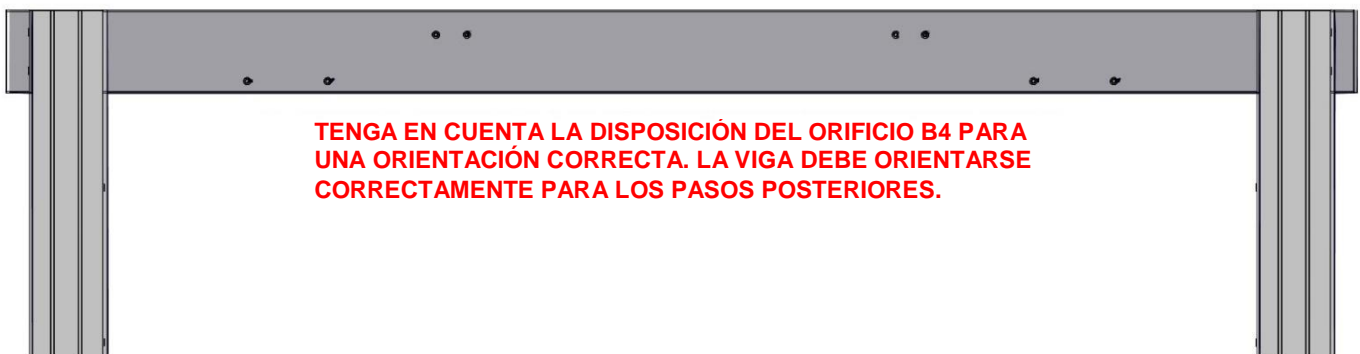 TENGA EN CUENTA LA DISPOSICIÓN DEL ORIFICIO B4 PARA
UNA ORIENTACIÓN CORRECTA. LA VIGA DEBE ORIENTARSE
CORRECTAMENTE PARA LOS PASOS POSTERIORES.